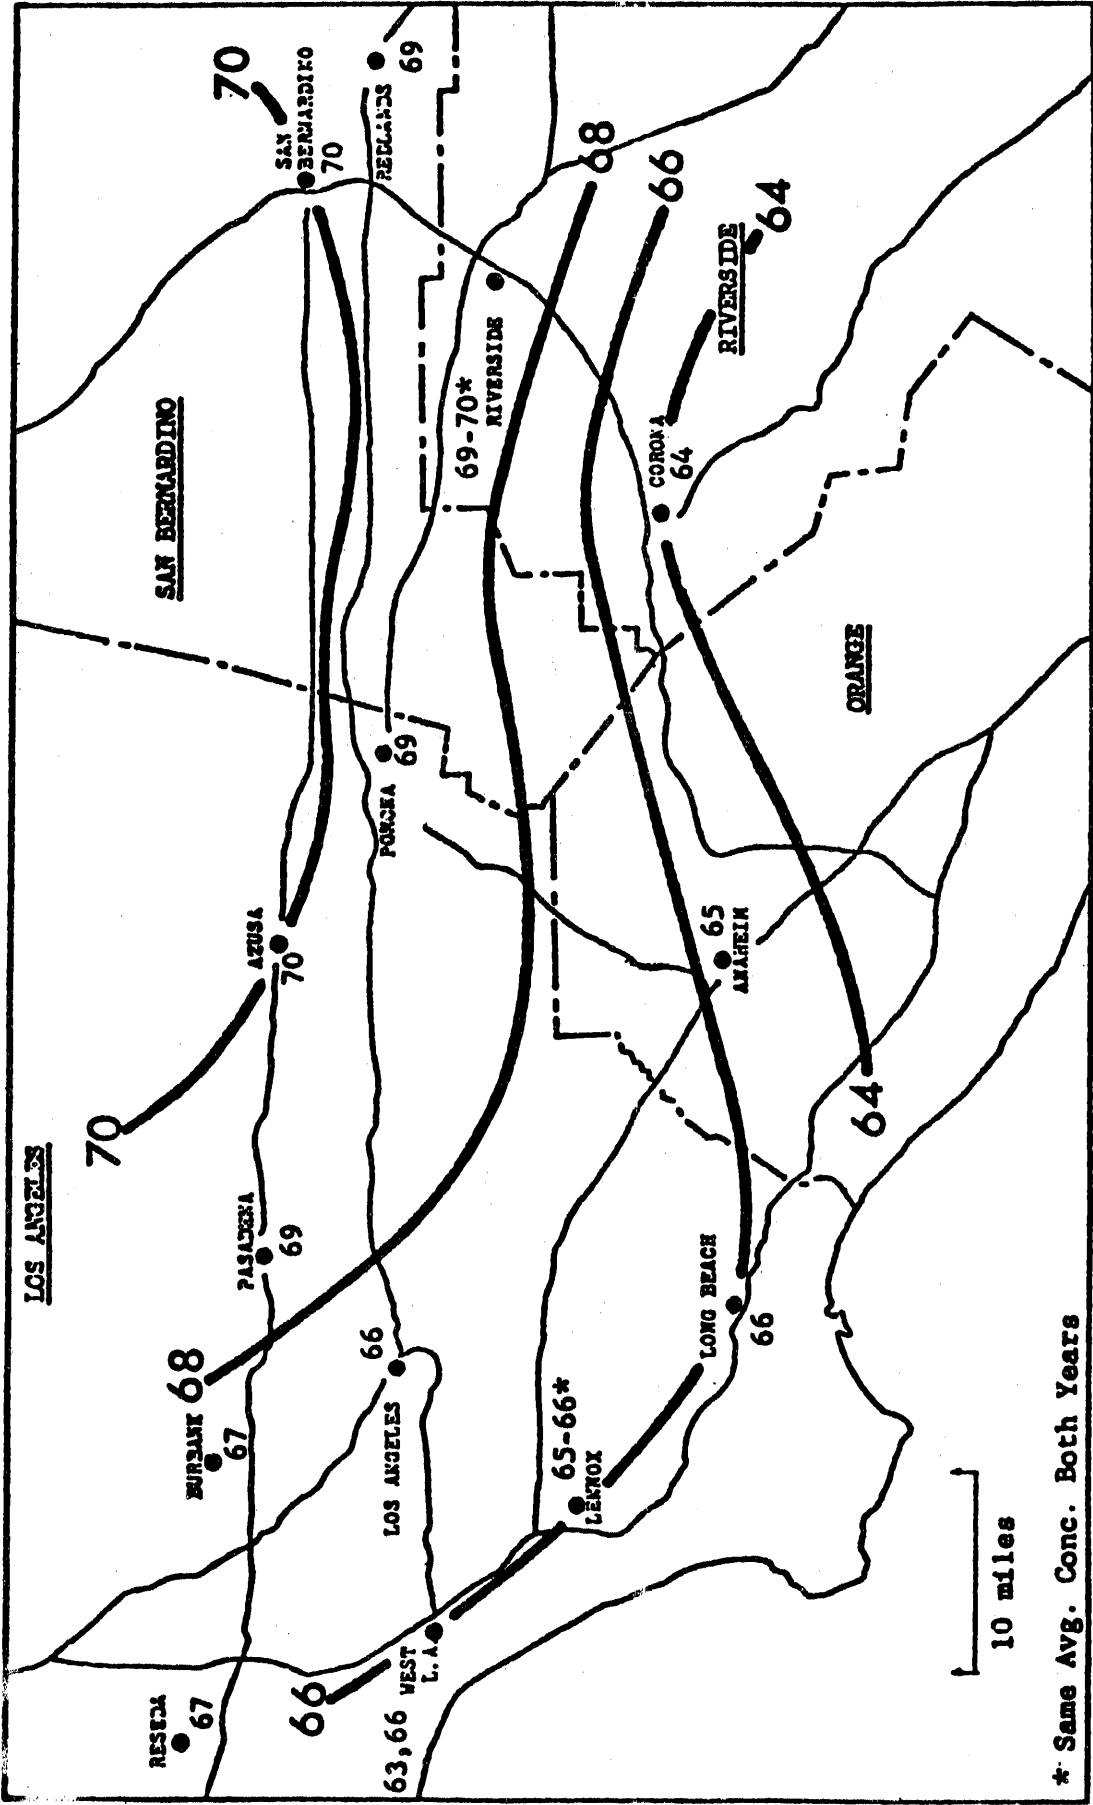 LOS ANGELES
SAN BERNARDINO
70
70
SAN
BERNARDINO
70
RESEDA
67
BURBANK
67
68
PASADENA
69
AZUSA
70
REDLANDS
69
66
63,66
WEST
L.A.
LOS ANGELES
66
POMONA
69
69-70*
RIVERSIDE
68
65-66*
LENNOX
66
LONG BEACH
66
65
ANAHEIM
CORONA
64
RIVERSIDE
64
64
ORANGE
10 miles
* Same Avg. Conc. Both Years